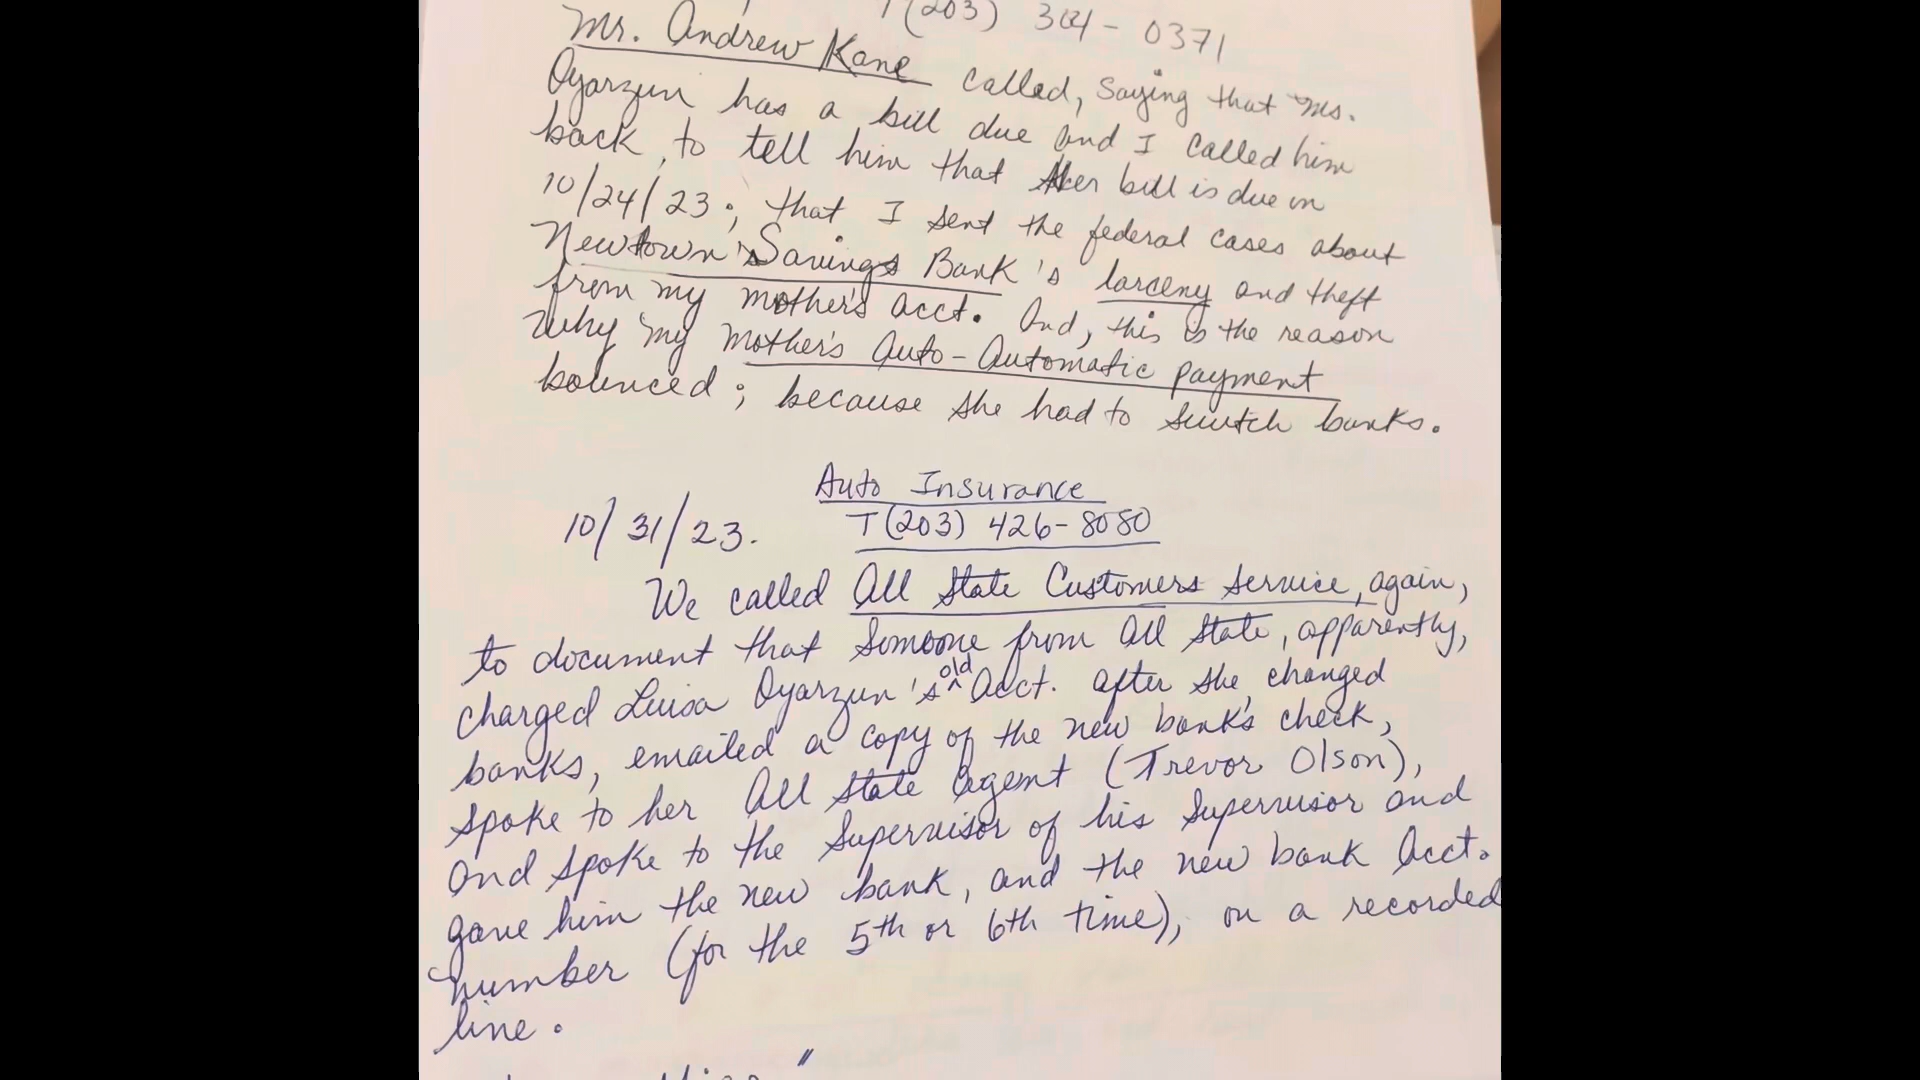 T(203) 304-0371
Mr. Andrew Kane called, saying that Ms.
Oyarzun has a bill due and I called him
back, to tell him that Her bill is due on
10/24/23; that I sent the federal cases about
Newtown's Savings Bank's larceny and theft
from my mother's acct. And, this is the reason
why my mother's Auto-Automatic payment
bounced; because she had to switch banks.
Auto Insurance
10/31/23. T(203) 426-8080
We called All State Customers Service, again,
to document that Someone from All State, apparently,
charged Luisa Oyarzun's old Acct. after she changed
banks, emailed a copy of the new bank's check,
spoke to her All State Agent (Trevor Olson),
And spoke to the Supervisor of his Supervisor and
gave him the new bank, and the new bank Acct.
number (for the 5th or 6th time), on a recorded
line.